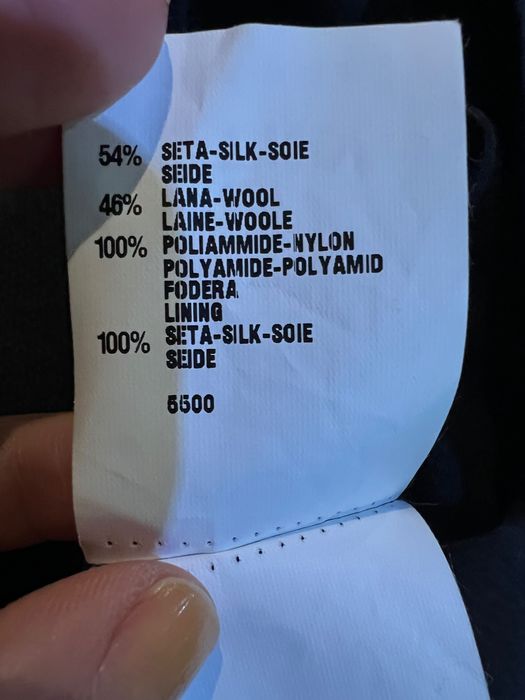 54% SETA-SILK-SOIE
SEIDE
46% LANA-WOOL
LAINE-WOOLE
100% POLIAMMIDE-NYLON
POLYAMIDE-POLYAMID
FODERA
LINING
100% SETA-SILK-SOIE
SEIDE